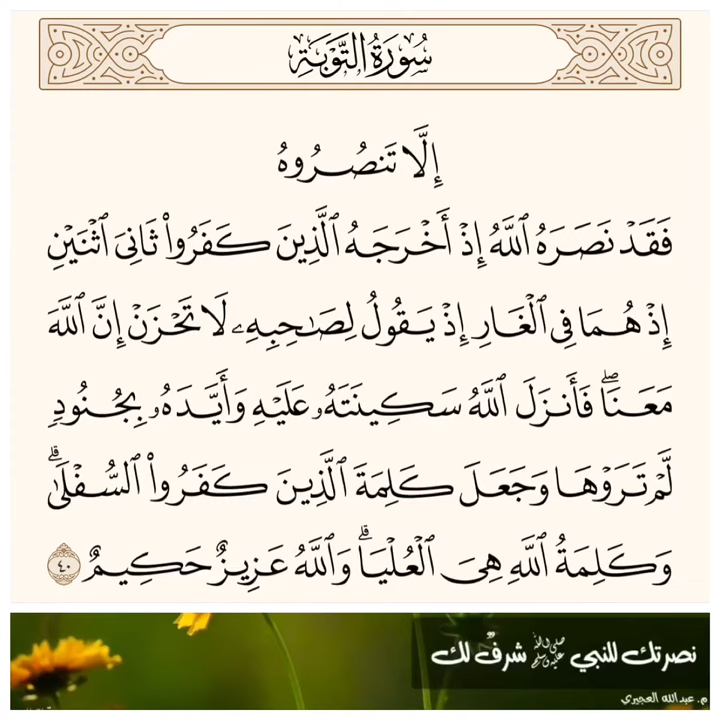 سُورَةُ التَّوْبَةِ
إِلَّا تَنصُرُوهُ
فَقَدْ نَصَرَهُ ٱللَّهُ إِذْ أَخْرَجَهُ ٱلَّذِينَ كَفَرُوا۟ ثَانِىَ ٱثْنَيْنِ
إِذْ هُمَا فِى ٱلْغَارِ إِذْ يَقُولُ لِصَـٰحِبِهِۦ لَا تَحْزَنْ إِنَّ ٱللَّهَ
مَعَنَا ۖ فَأَنزَلَ ٱللَّهُ سَكِينَتَهُۥ عَلَيْهِ وَأَيَّدَهُۥ بِجُنُودٍ
لَّمْ تَرَوْهَا وَجَعَلَ كَلِمَةَ ٱلَّذِينَ كَفَرُوا۟ ٱلسُّفْلَىٰ ۗ
وَكَلِمَةُ ٱللَّهِ هِىَ ٱلْعُلْيَا ۗ وَٱللَّهُ عَزِيزٌ حَكِيمٌ ٤٠
نصرتك للنبي ﷺ شرفٌ لك
م. عبدالله العجيري